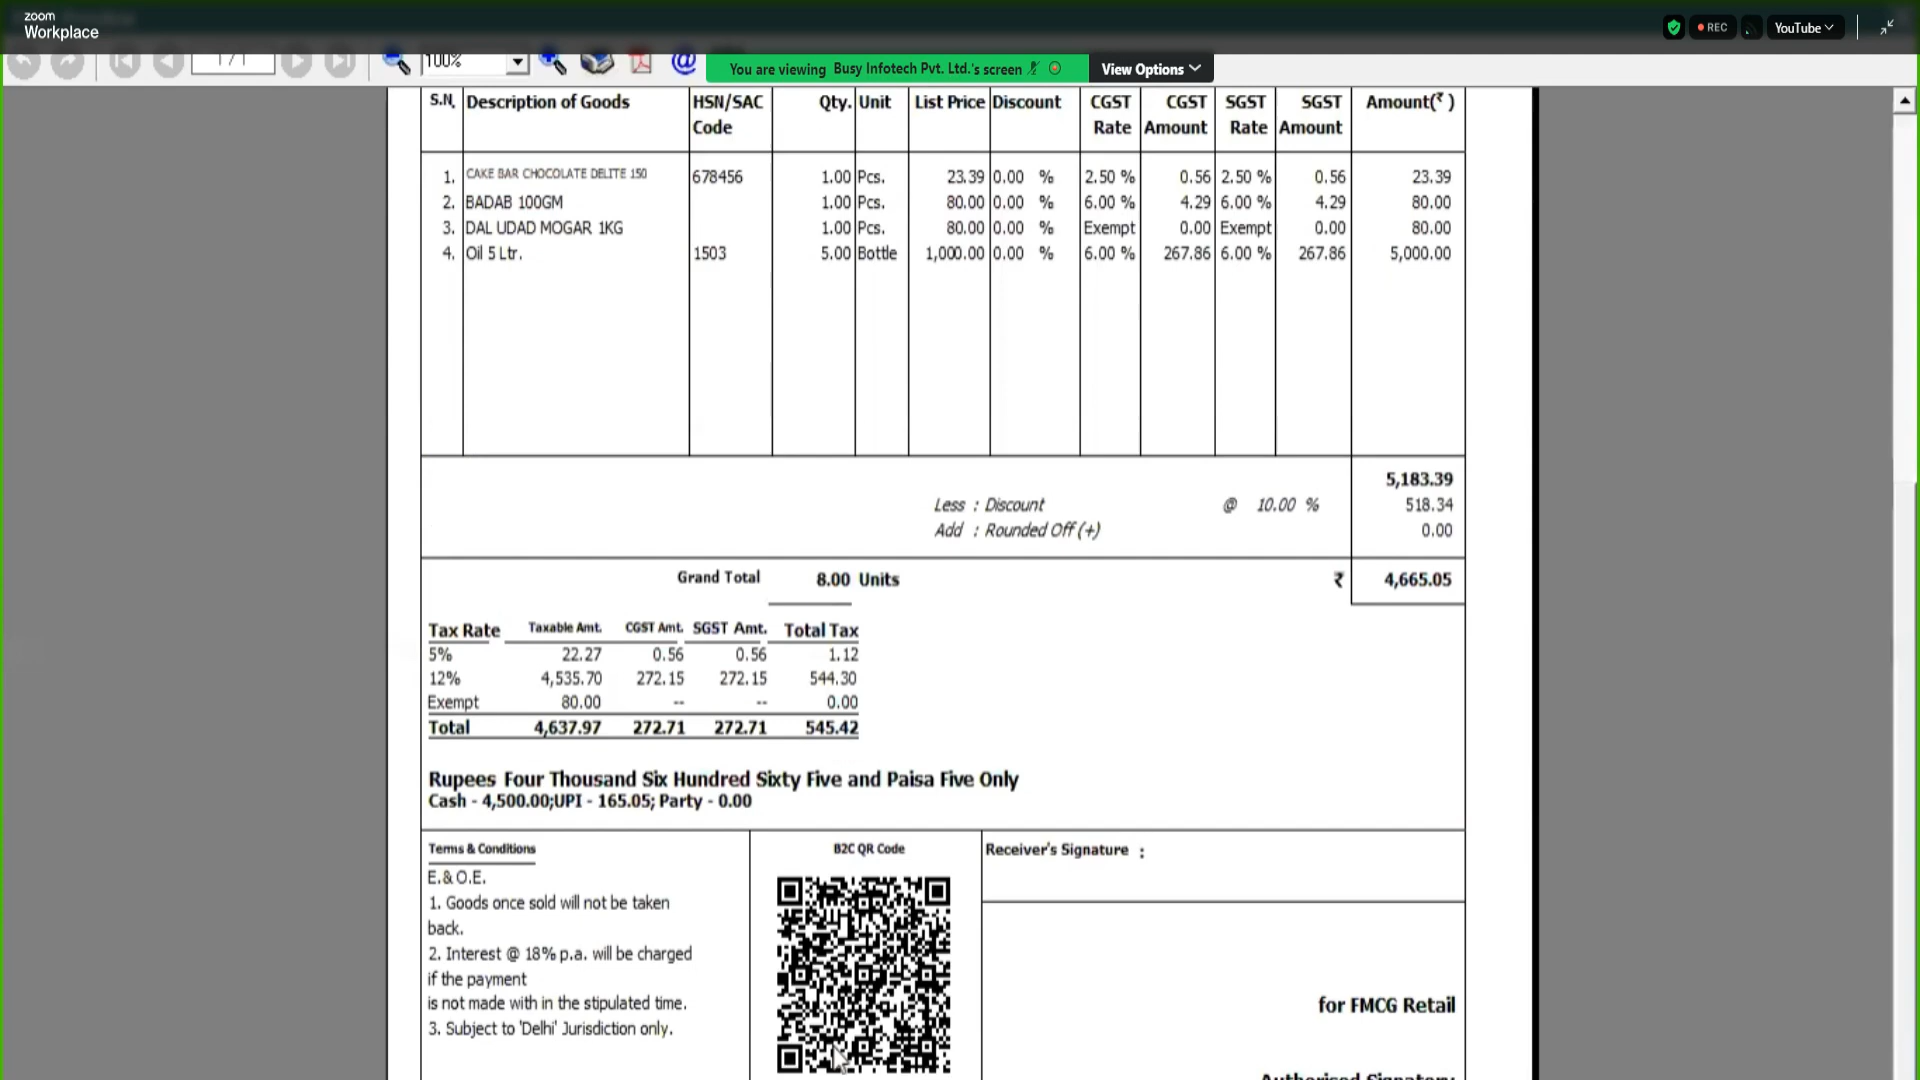 zoom
Workplace
REC
YouTube
100%
You are viewing Busy Infotech Pvt. Ltd.'s screen
View Options
S.N. Description of Goods HSN/SAC Code Qty. Unit List Price Discount CGST Rate CGST Amount SGST Rate SGST Amount Amount(₹ )
1. CAKE BAR CHOCOLATE DELITE 150 678456 1.00 Pcs. 23.39 0.00 % 2.50 % 0.56 2.50 % 0.56 23.39
2. BADAB 100GM 1.00 Pcs. 80.00 0.00 % 6.00 % 4.29 6.00 % 4.29 80.00
3. DAL UDAD MOGAR 1KG 1.00 Pcs. 80.00 0.00 % Exempt 0.00 Exempt 0.00 80.00
4. Oil 5 Ltr. 1503 5.00 Bottle 1,000.00 0.00 % 6.00 % 267.86 6.00 % 267.86 5,000.00
5,183.39
Less : Discount @ 10.00 % 518.34
Add : Rounded Off (+) 0.00
Grand Total 8.00 Units ₹ 4,665.05
Tax Rate Taxable Amt. CGST Amt. SGST Amt. Total Tax
5% 22.27 0.56 0.56 1.12
12% 4,535.70 272.15 272.15 544.30
Exempt 80.00 -- -- 0.00
Total 4,637.97 272.71 272.71 545.42
Rupees Four Thousand Six Hundred Sixty Five and Paisa Five Only
Cash - 4,500.00;UPI - 165.05; Party - 0.00
Terms & Conditions
E.& O.E.
1. Goods once sold will not be taken
back.
2. Interest @ 18% p.a. will be charged
if the payment
is not made with in the stipulated time.
3. Subject to 'Delhi' Jurisdiction only.
B2C QR Code
Receiver's Signature :
for FMCG Retail
Authorised Signatory